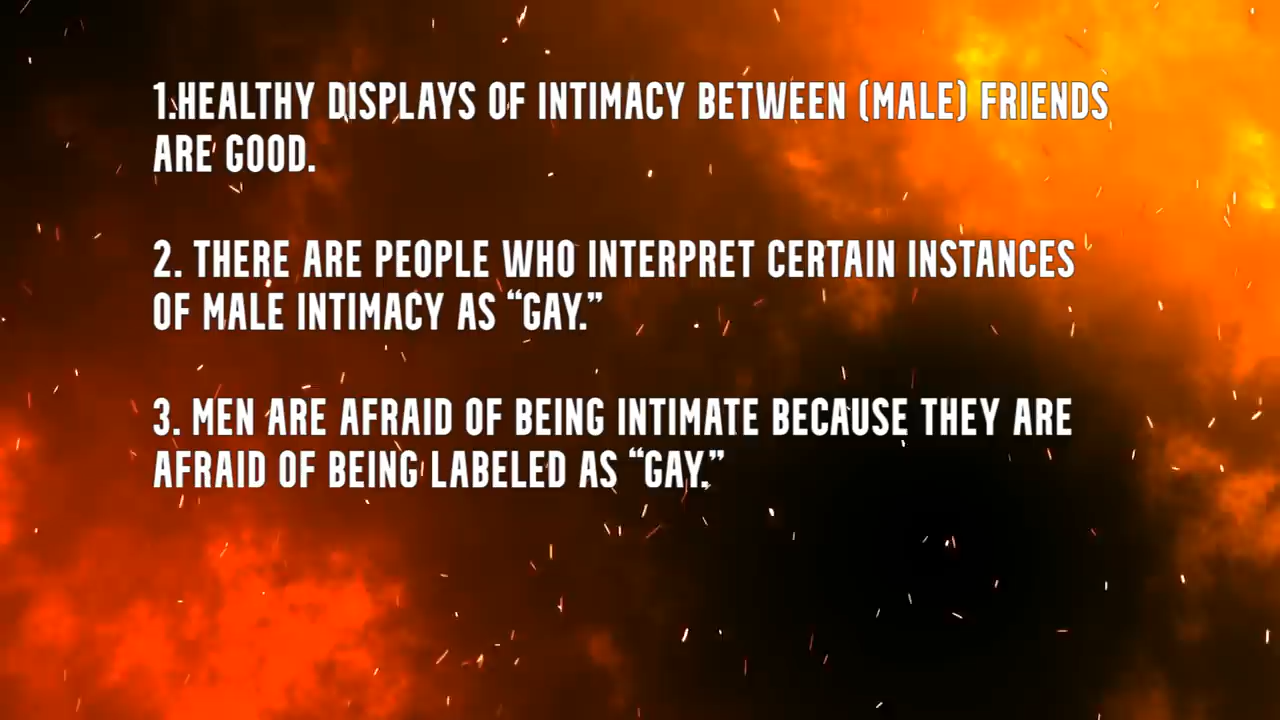 1.HEALTHY DISPLAYS OF INTIMACY BETWEEN (MALE) FRIENDS
ARE GOOD.
2. THERE ARE PEOPLE WHO INTERPRET CERTAIN INSTANCES
OF MALE INTIMACY AS “GAY.”
3. MEN ARE AFRAID OF BEING INTIMATE BECAUSE THEY ARE
AFRAID OF BEING LABELED AS “GAY.”